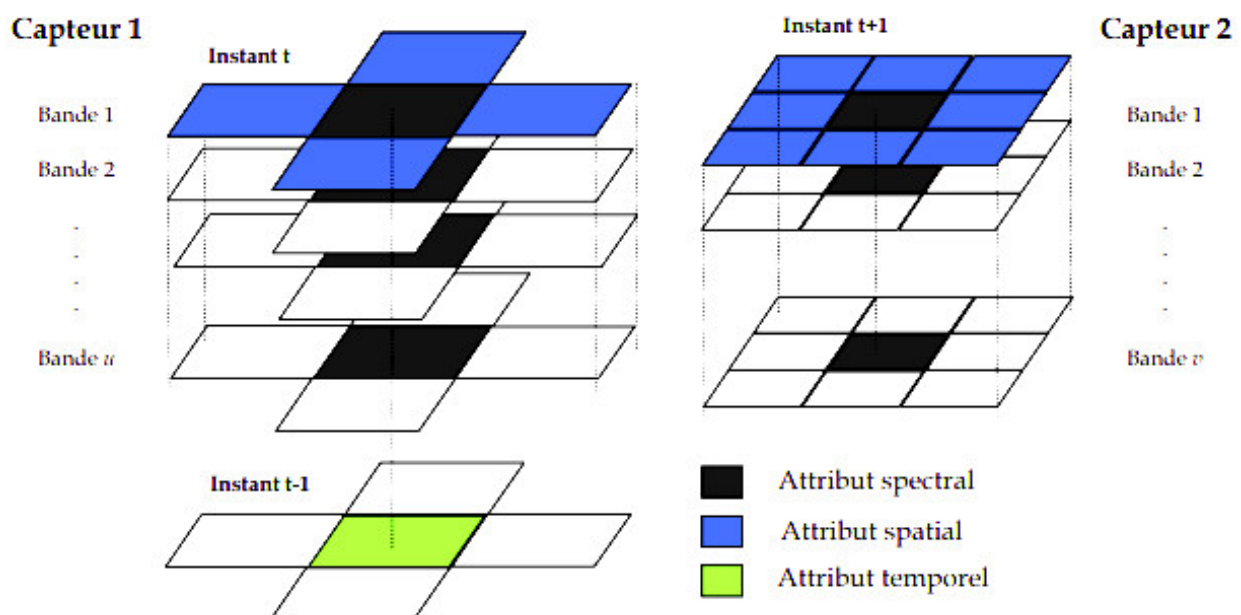 Capteur 1
Instant t
Instant t+1
Capteur 2
Bande 1
Bande 2
.
.
.
.
Bande u
Bande 1
Bande 2
.
.
.
.
Bande v
Instant t-1
Attribut spectral
Attribut spatial
Attribut temporel